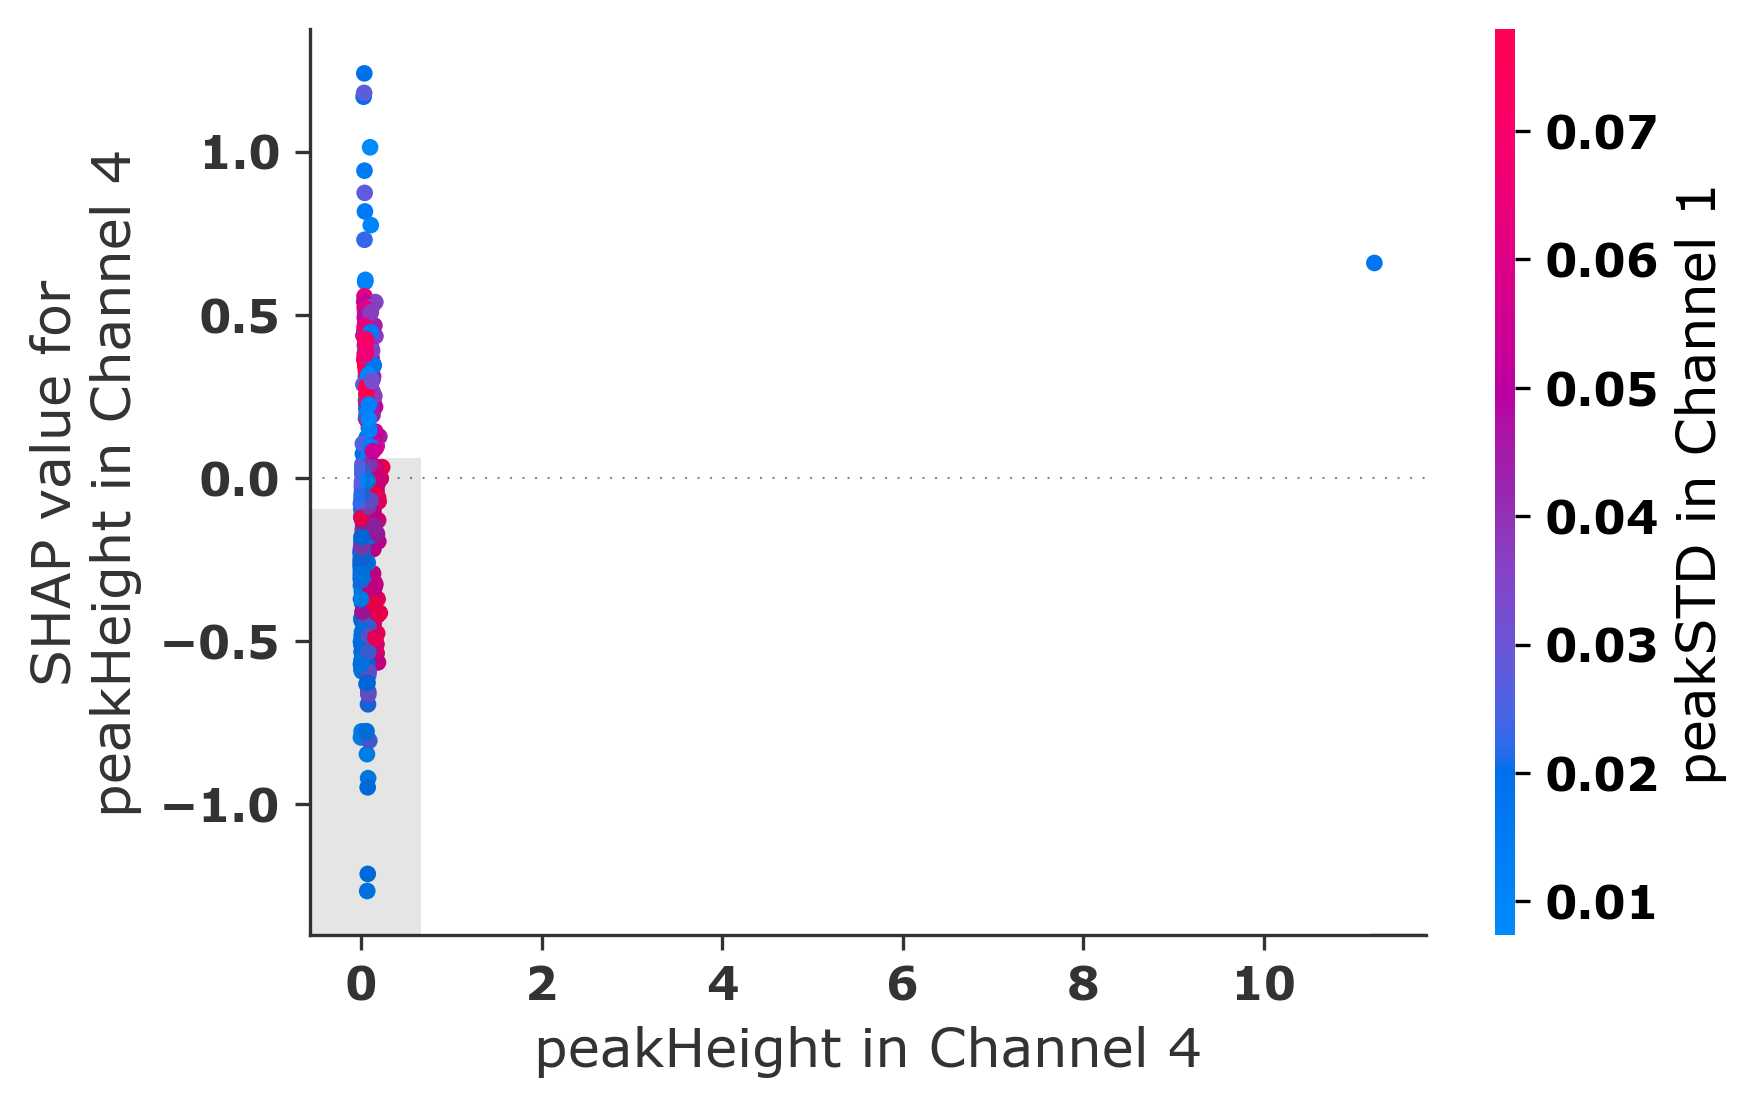 SHAP value for
peakHeight in Channel 4
1.0
0.5
0.0
−0.5
−1.0
0 2 4 6 8 10
peakHeight in Channel 4
0.07
0.06
0.05
0.04
0.03
0.02
0.01
peakSTD in Channel 1